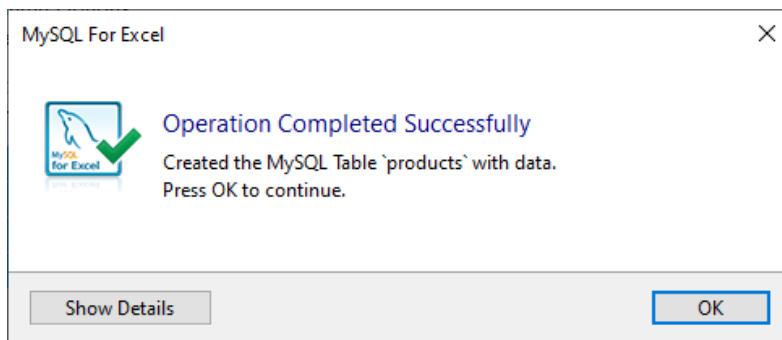 MySQL For Excel
MySQL
for Excel
Operation Completed Successfully
Created the MySQL Table `products` with data.
Press OK to continue.
Show Details
OK